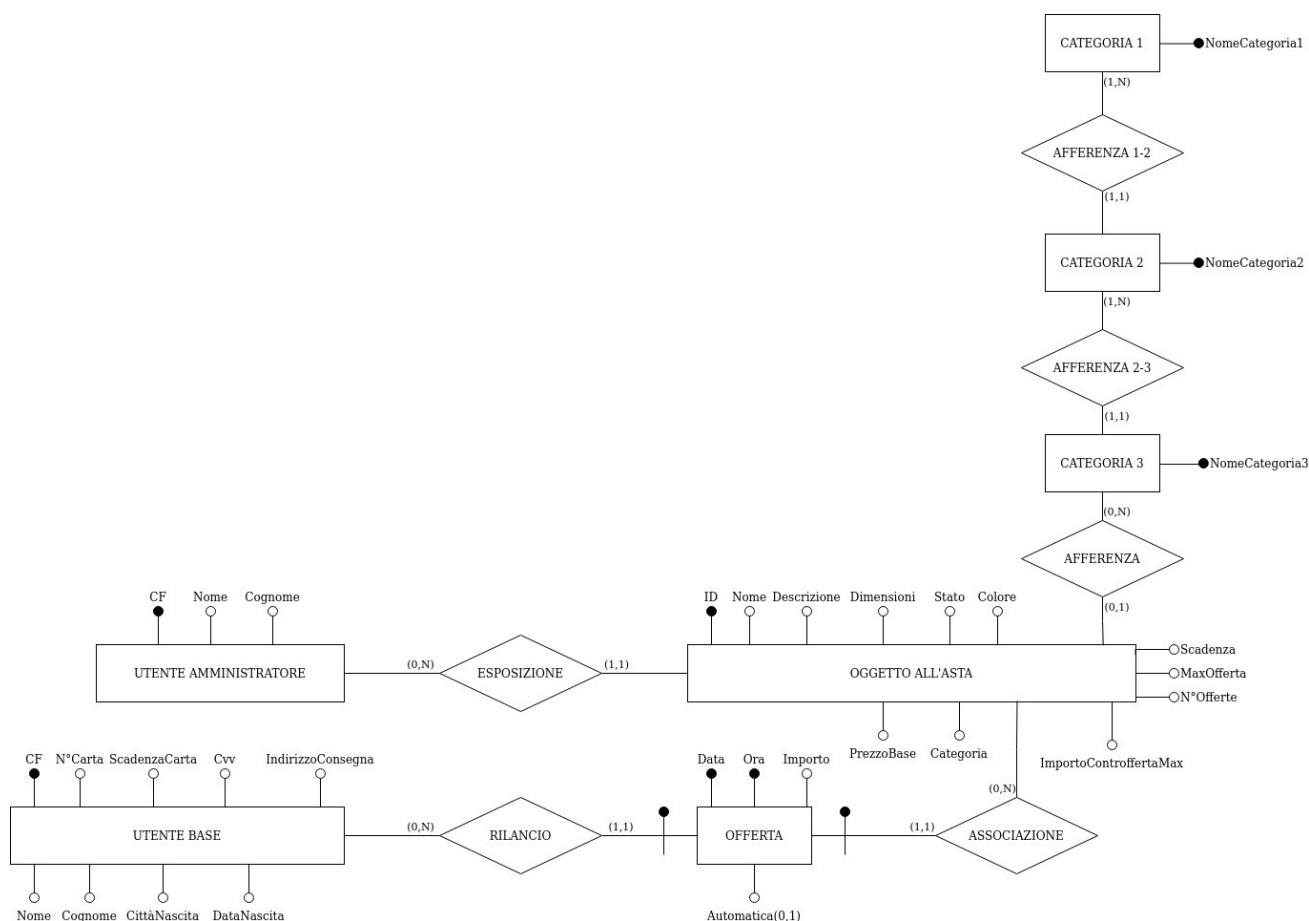 CATEGORIA 1
NomeCategoria1
(1,N)
AFFERENZA 1-2
(1,1)
CATEGORIA 2
NomeCategoria2
(1,N)
AFFERENZA 2-3
(1,1)
CATEGORIA 3
NomeCategoria3
(0,N)
AFFERENZA
(0,1)
CF Nome Cognome
ID Nome Descrizione Dimensioni Stato Colore
UTENTE AMMINISTRATORE
(0,N)
ESPOSIZIONE
(1,1)
OGGETTO ALL'ASTA
Scadenza
MaxOfferta
N°Offerte
PrezzoBase Categoria
ImportoControffertaMax
CF N°Carta ScadenzaCarta Cvv IndirizzoConsegna
Data Ora Importo
(0,N)
UTENTE BASE
(0,N)
RILANCIO
(1,1)
OFFERTA
(1,1)
ASSOCIAZIONE
Nome Cognome CittàNascita DataNascita
Automatica(0,1)